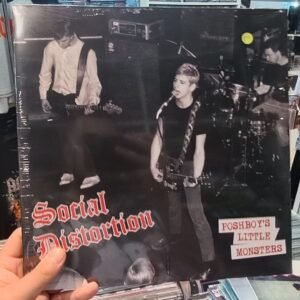 Social
Distortion
POSHBOY'S
LITTLE
MONSTERS